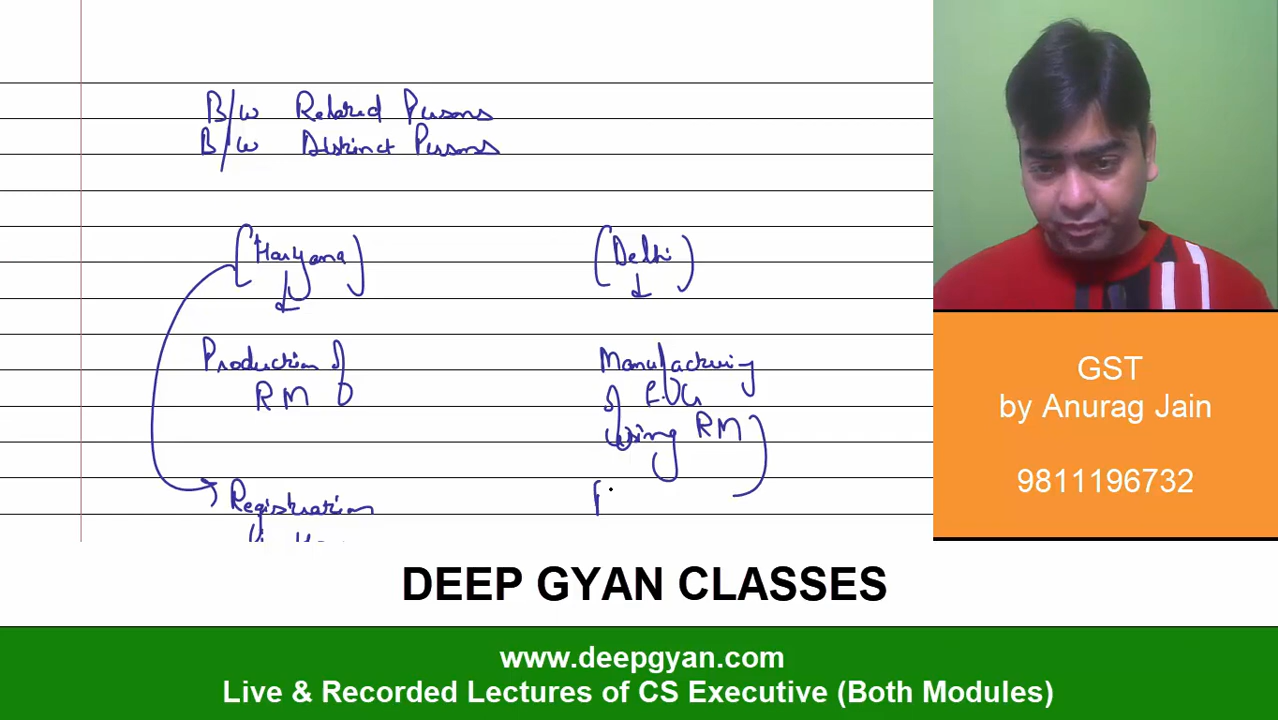 B/w Related Persons
B/w Distinct Persons
(Haryana)
(Delhi)
Production of
RM
Manufacturing
of F.G.
using RM
Registration
GST
by Anurag Jain
9811196732
DEEP GYAN CLASSES
www.deepgyan.com
Live & Recorded Lectures of CS Executive (Both Modules)